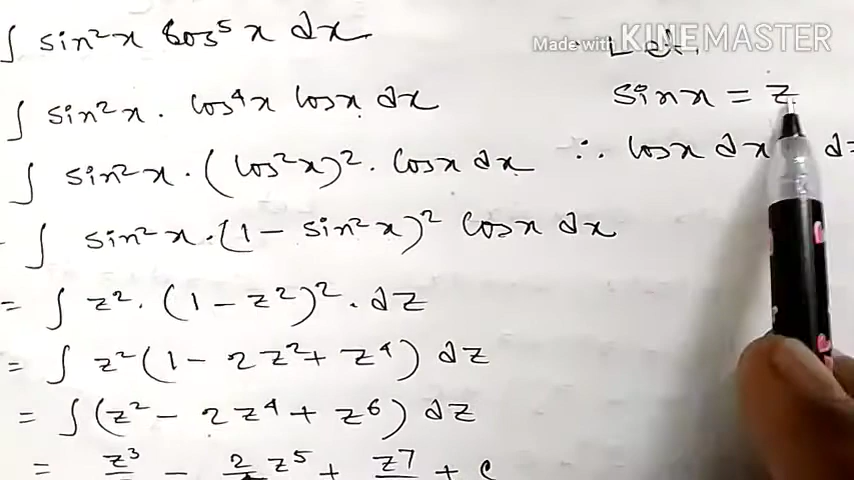 ∫ sin²x cos⁵x dx
∫ sin²x · cos⁴x cosx dx
∫ sin²x · (cos²x)² · cosx dx
∫ sin²x · (1 − sin²x)² cosx dx
= ∫ z² · (1 − z²)² · dz
= ∫ z²(1 − 2z² + z⁴) dz
= ∫ (z² − 2z⁴ + z⁶) dz
= z³ − 2 z⁵ + z⁷ + c
Made with KINEMASTER
Let
sinx = z
∴ cosx dx